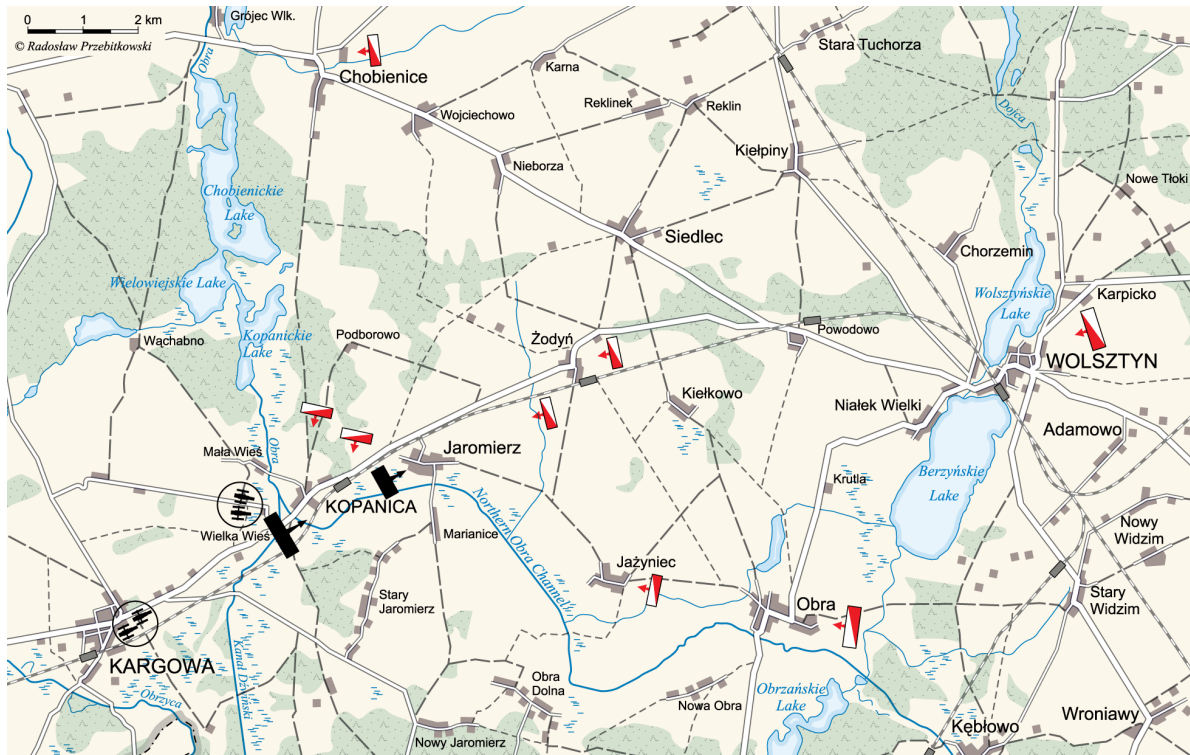 0 1 2 km
© Radosław Przebitkowski
Grójec Wlk.
Obra
Chobienice
Karna
Stara Tuchorza
Wojciechowo
Reklinek
Reklin
Dojca
Nieborza
Kiełpiny
Nowe Tłoki
Chobienickie
Lake
Siedlec
Chorzemin
Wielowiejskie Lake
Wolsztyńskie
Lake
Karpicko
Kopanickie
Lake
Wąchabno
Podborowo
Żodyń
Powodowo
WOLSZTYN
Kiełkowo
Niałek Wielki
Adamowo
Mała Wieś
Obra
Jaromierz
Berzyńskie
Lake
Krutla
KOPANICA
Northern Obra Channel
Wielka Wieś
Marianice
Nowy
Widzim
Jażyniec
Stary
Jaromierz
Obra
Stary
Widzim
KARGOWA
Kanał Dźwiński
Obrzyca
Obra
Dolna
Obrzańskie
Lake
Nowa Obra
Wroniawy
Kębłowo
Nowy Jaromierz